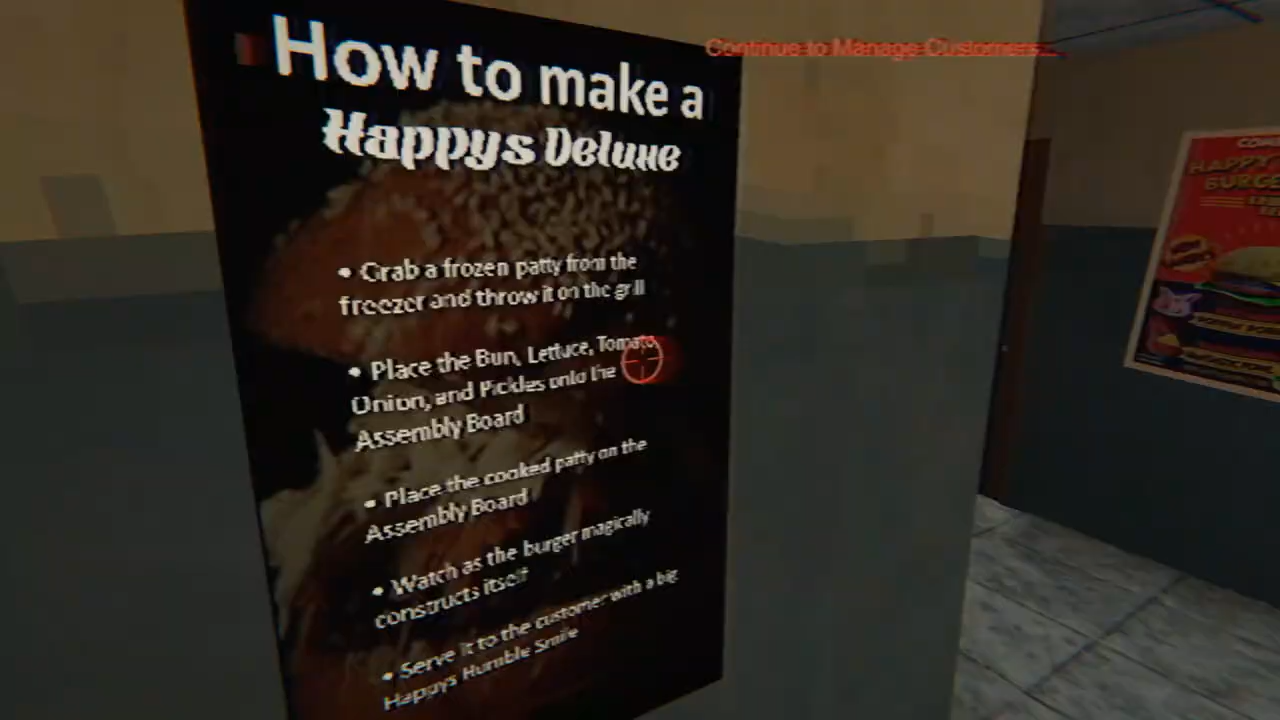 Continue to Manage Customers...
How to make a
Happys Deluxe
• Grab a frozen patty from the
freezer and throw it on the grill
• Place the Bun, Lettuce, Tomato,
Onion, and Pickles onto the
Assembly Board
• Place the cooked patty on the
Assembly Board
• Watch as the burger magically
constructs itself
• Serve it to the customer with a big
Happys Humble Smile
HAPPY
BURGE